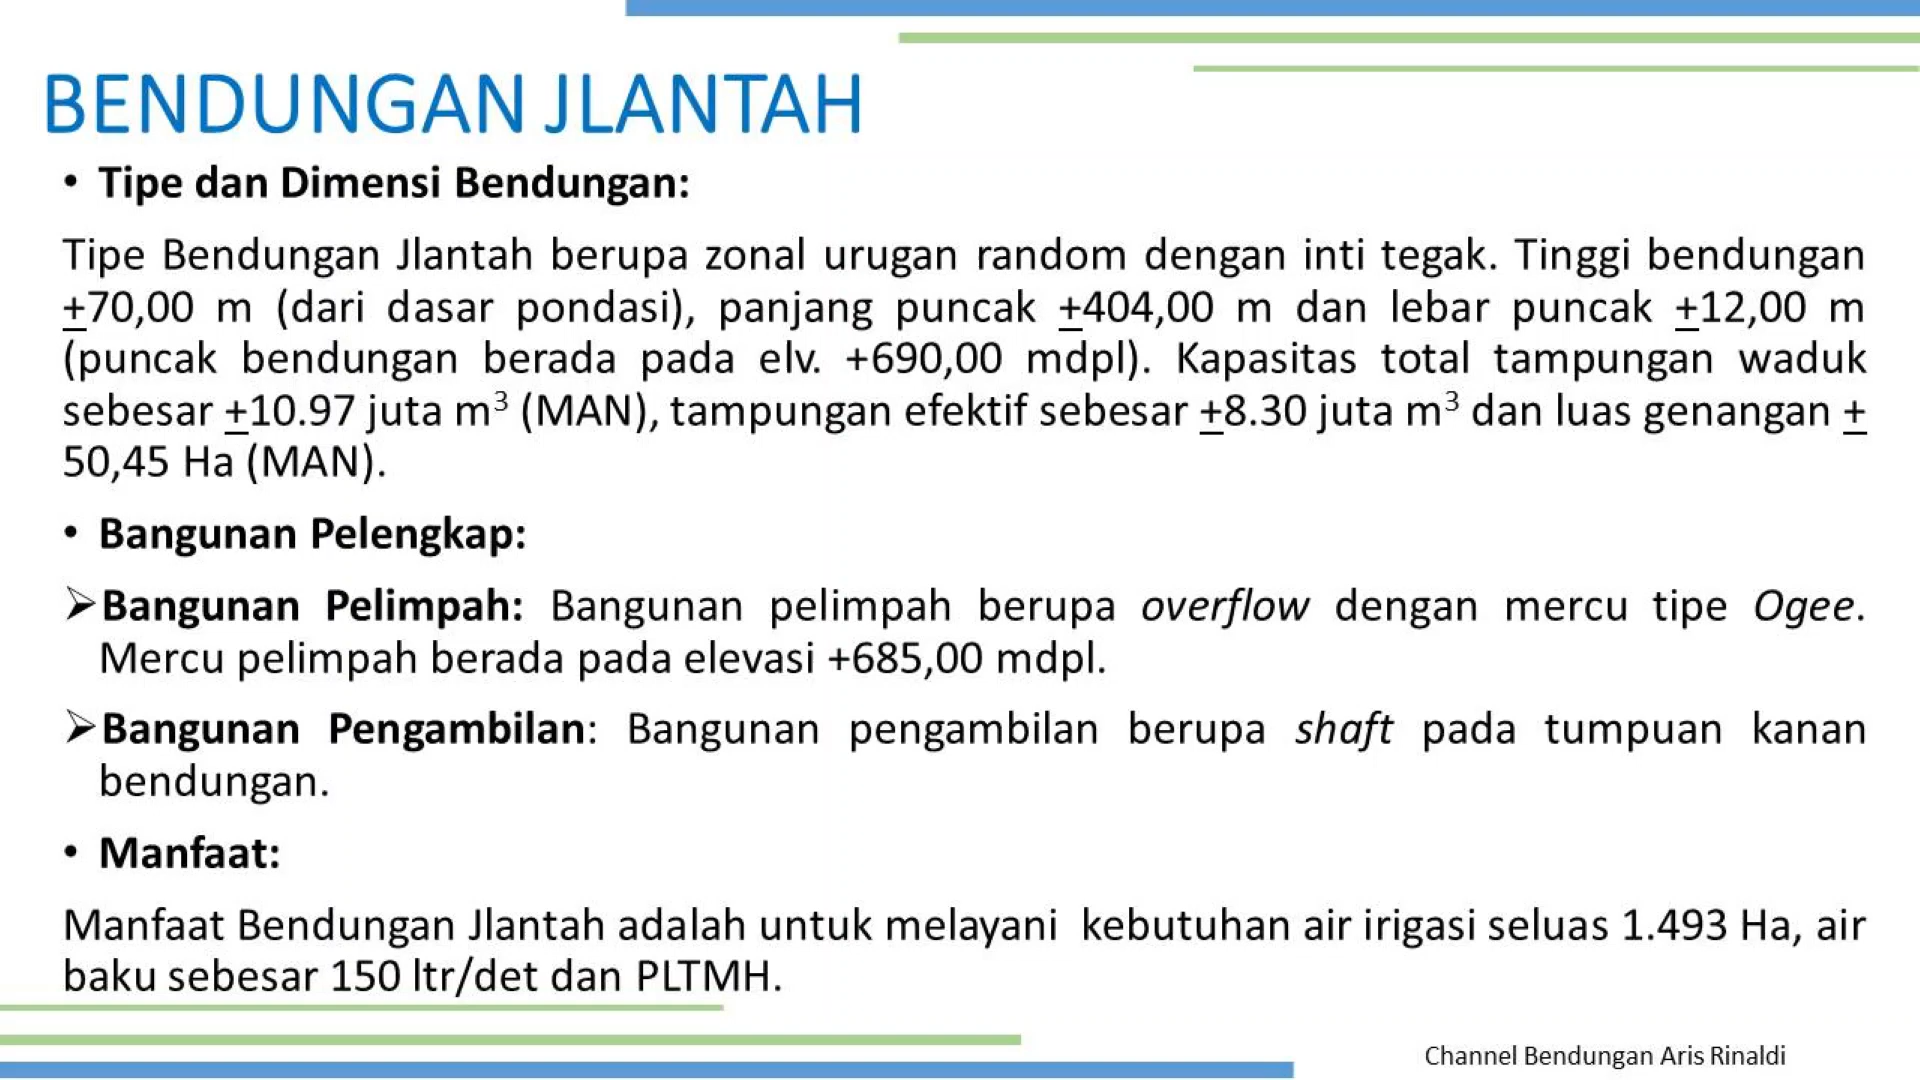 BENDUNGAN JLANTAH
• Tipe dan Dimensi Bendungan:
Tipe Bendungan Jlantah berupa zonal urugan random dengan inti tegak. Tinggi bendungan
±70,00 m (dari dasar pondasi), panjang puncak ±404,00 m dan lebar puncak ±12,00 m
(puncak bendungan berada pada elv. +690,00 mdpl). Kapasitas total tampungan waduk
sebesar ±10.97 juta m³ (MAN), tampungan efektif sebesar ±8.30 juta m³ dan luas genangan ±
50,45 Ha (MAN).
• Bangunan Pelengkap:
➢Bangunan Pelimpah: Bangunan pelimpah berupa overflow dengan mercu tipe Ogee.
Mercu pelimpah berada pada elevasi +685,00 mdpl.
➢Bangunan Pengambilan: Bangunan pengambilan berupa shaft pada tumpuan kanan
bendungan.
• Manfaat:
Manfaat Bendungan Jlantah adalah untuk melayani kebutuhan air irigasi seluas 1.493 Ha, air
baku sebesar 150 ltr/det dan PLTMH.
Channel Bendungan Aris Rinaldi